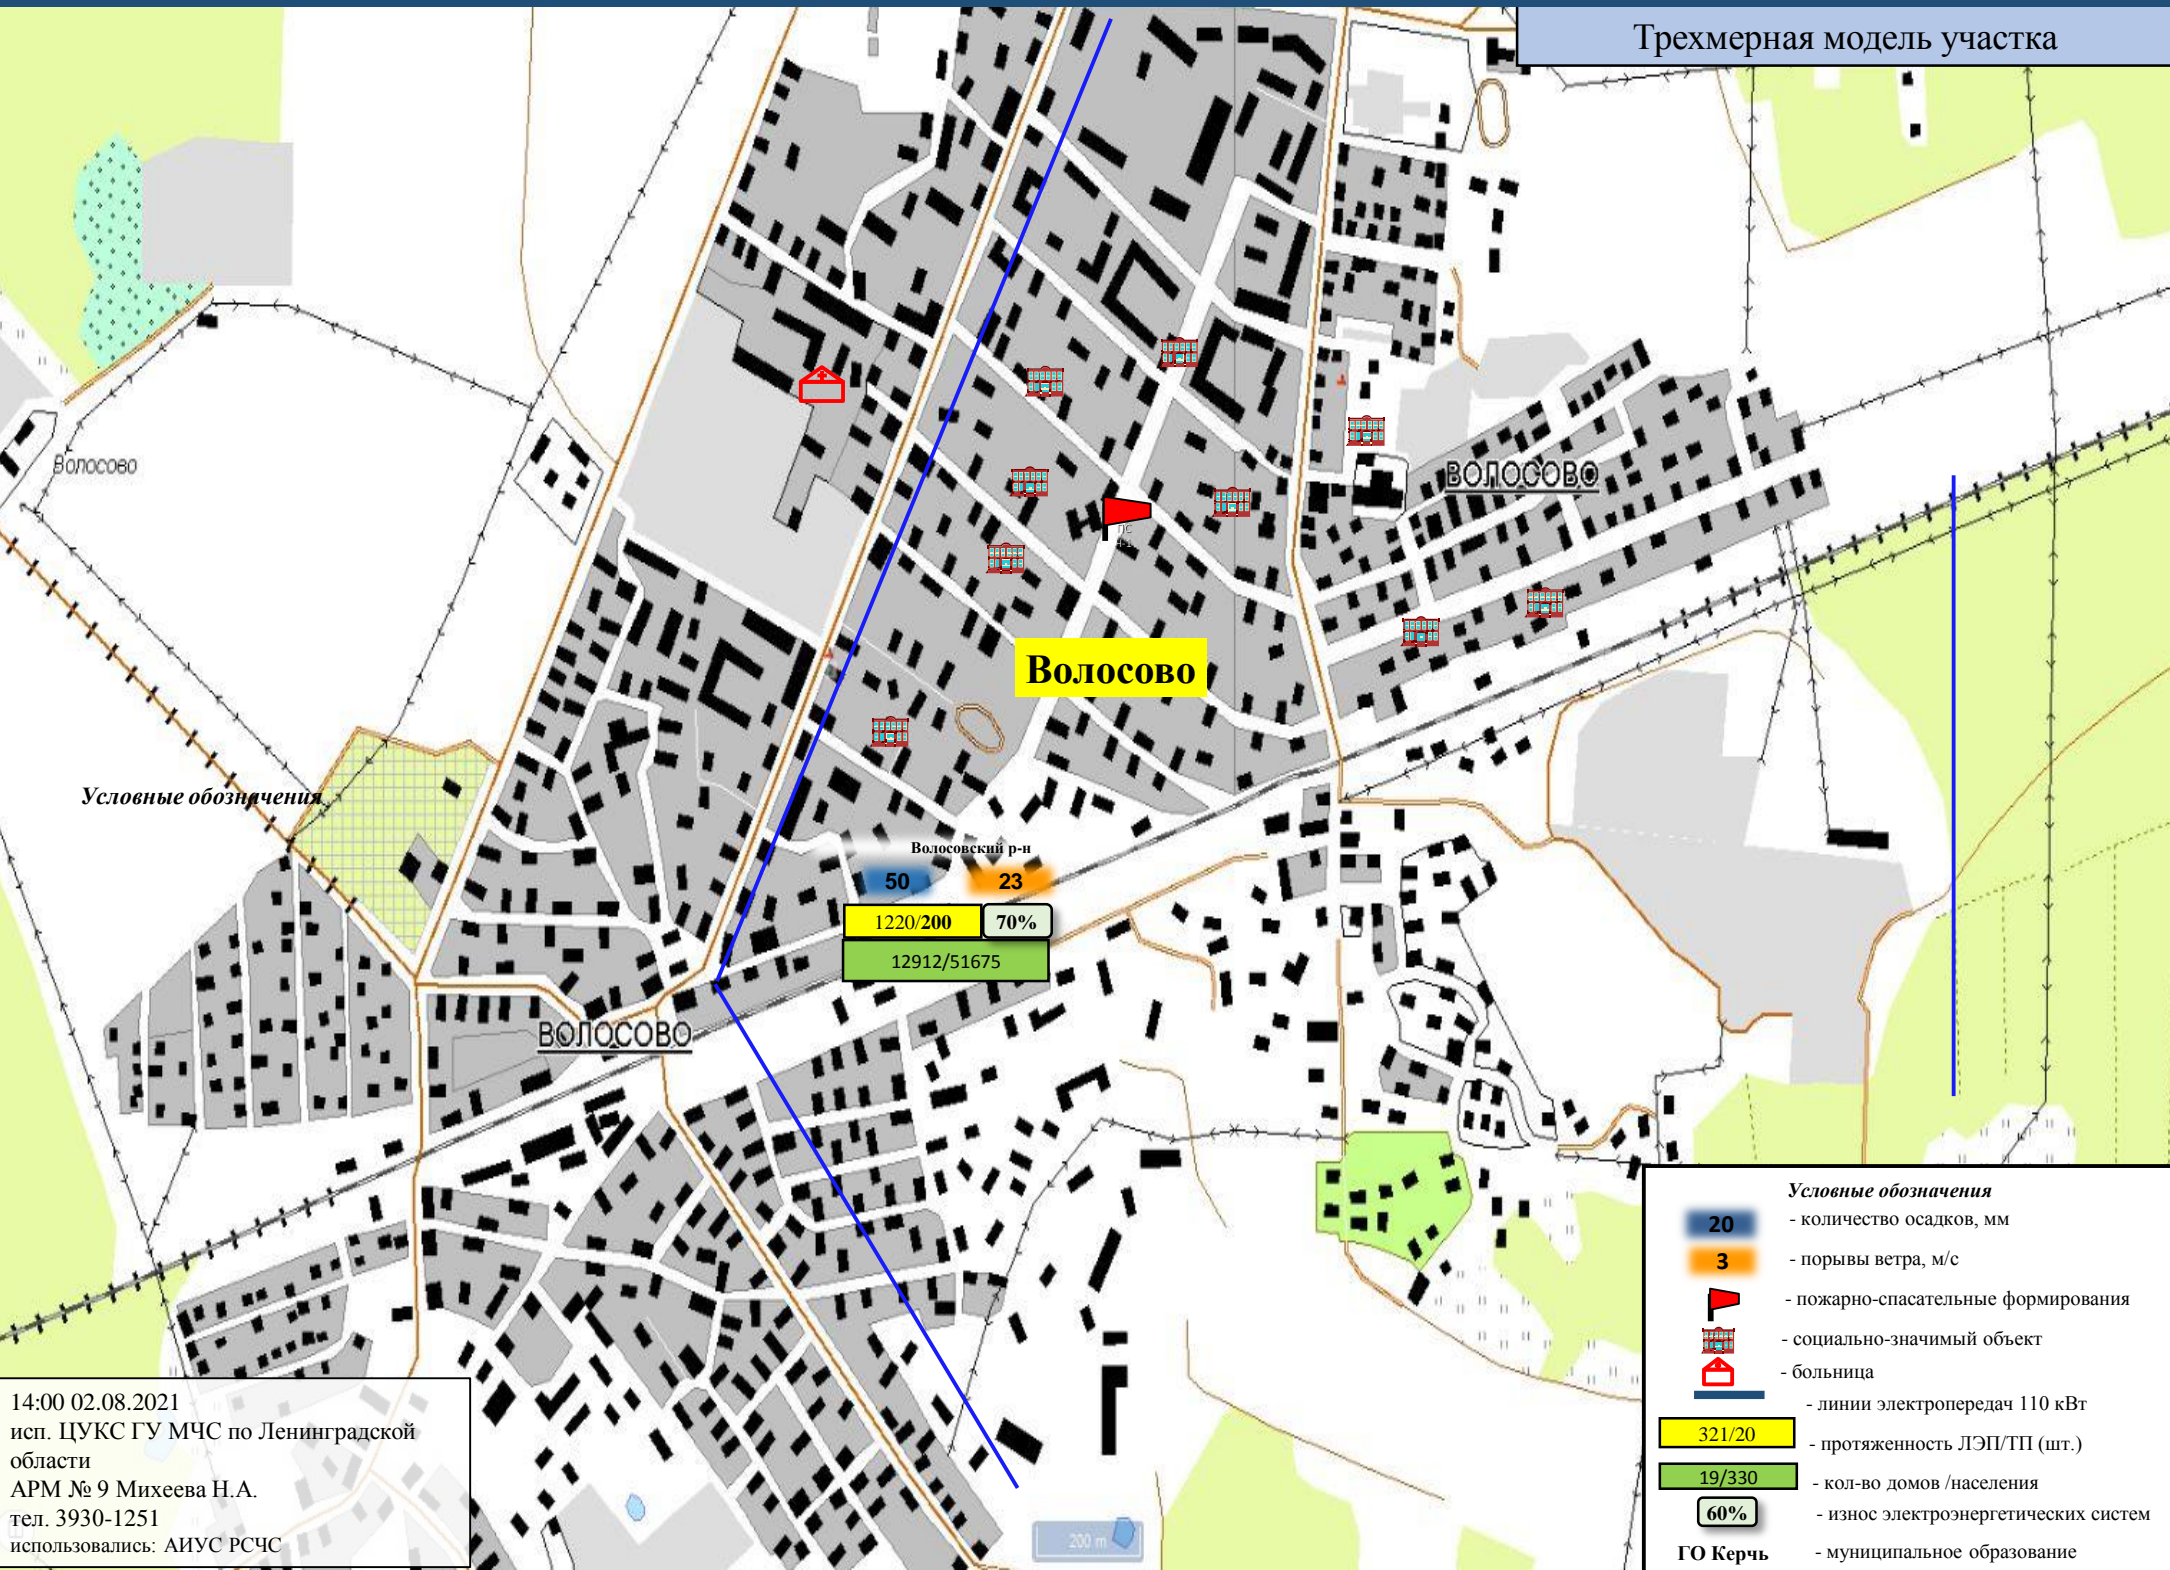 Трехмерная модель участка
Волосово
ВОЛОСОВО
ПС
Волосово
Условные обозначения
Волосовский р-н
50
23
1220/200
70%
12912/51675
ВОЛОСОВО
Условные обозначения
20
- количество осадков, мм
3
- порывы ветра, м/с
- пожарно-спасательные формирования
- социально-значимый объект
- больница
- линии электропередач 110 кВт
321/20
- протяженность ЛЭП/ТП (шт.)
19/330
- кол-во домов /населения
60%
- износ электроэнергетических систем
ГО Керчь
- муниципальное образование
14:00 02.08.2021
исп. ЦУКС ГУ МЧС по Ленинградской
области
АРМ № 9 Михеева Н.А.
тел. 3930-1251
использовались: АИУС РСЧС
200 m